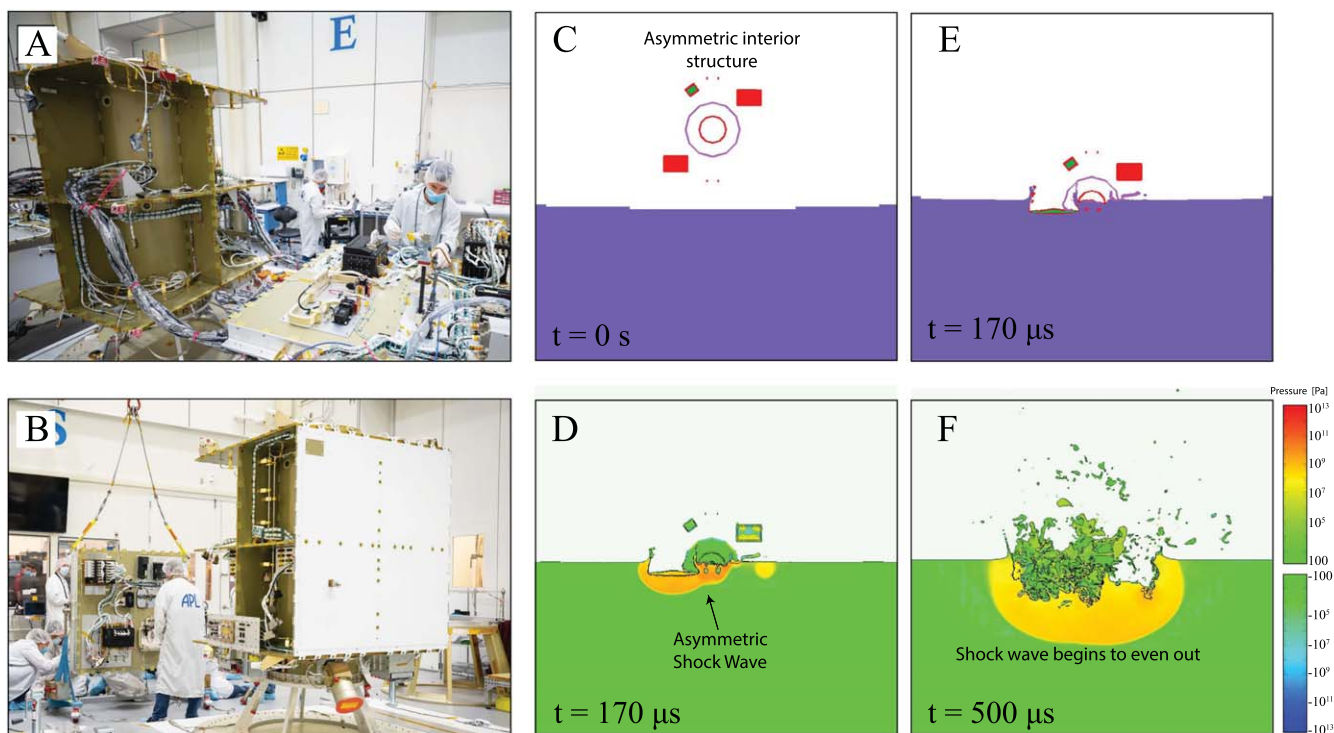 A
E
C
Asymmetric interior
structure
t = 0 s
E
t = 170 μs
B
S
APL
D
Asymmetric
Shock Wave
t = 170 μs
F
Shock wave begins to even out
t = 500 μs
Pressure [Pa]
10¹³
10¹¹
10⁹
10⁷
10⁵
100
-100
-10⁵
-10⁷
-10⁹
-10¹¹
-10¹³